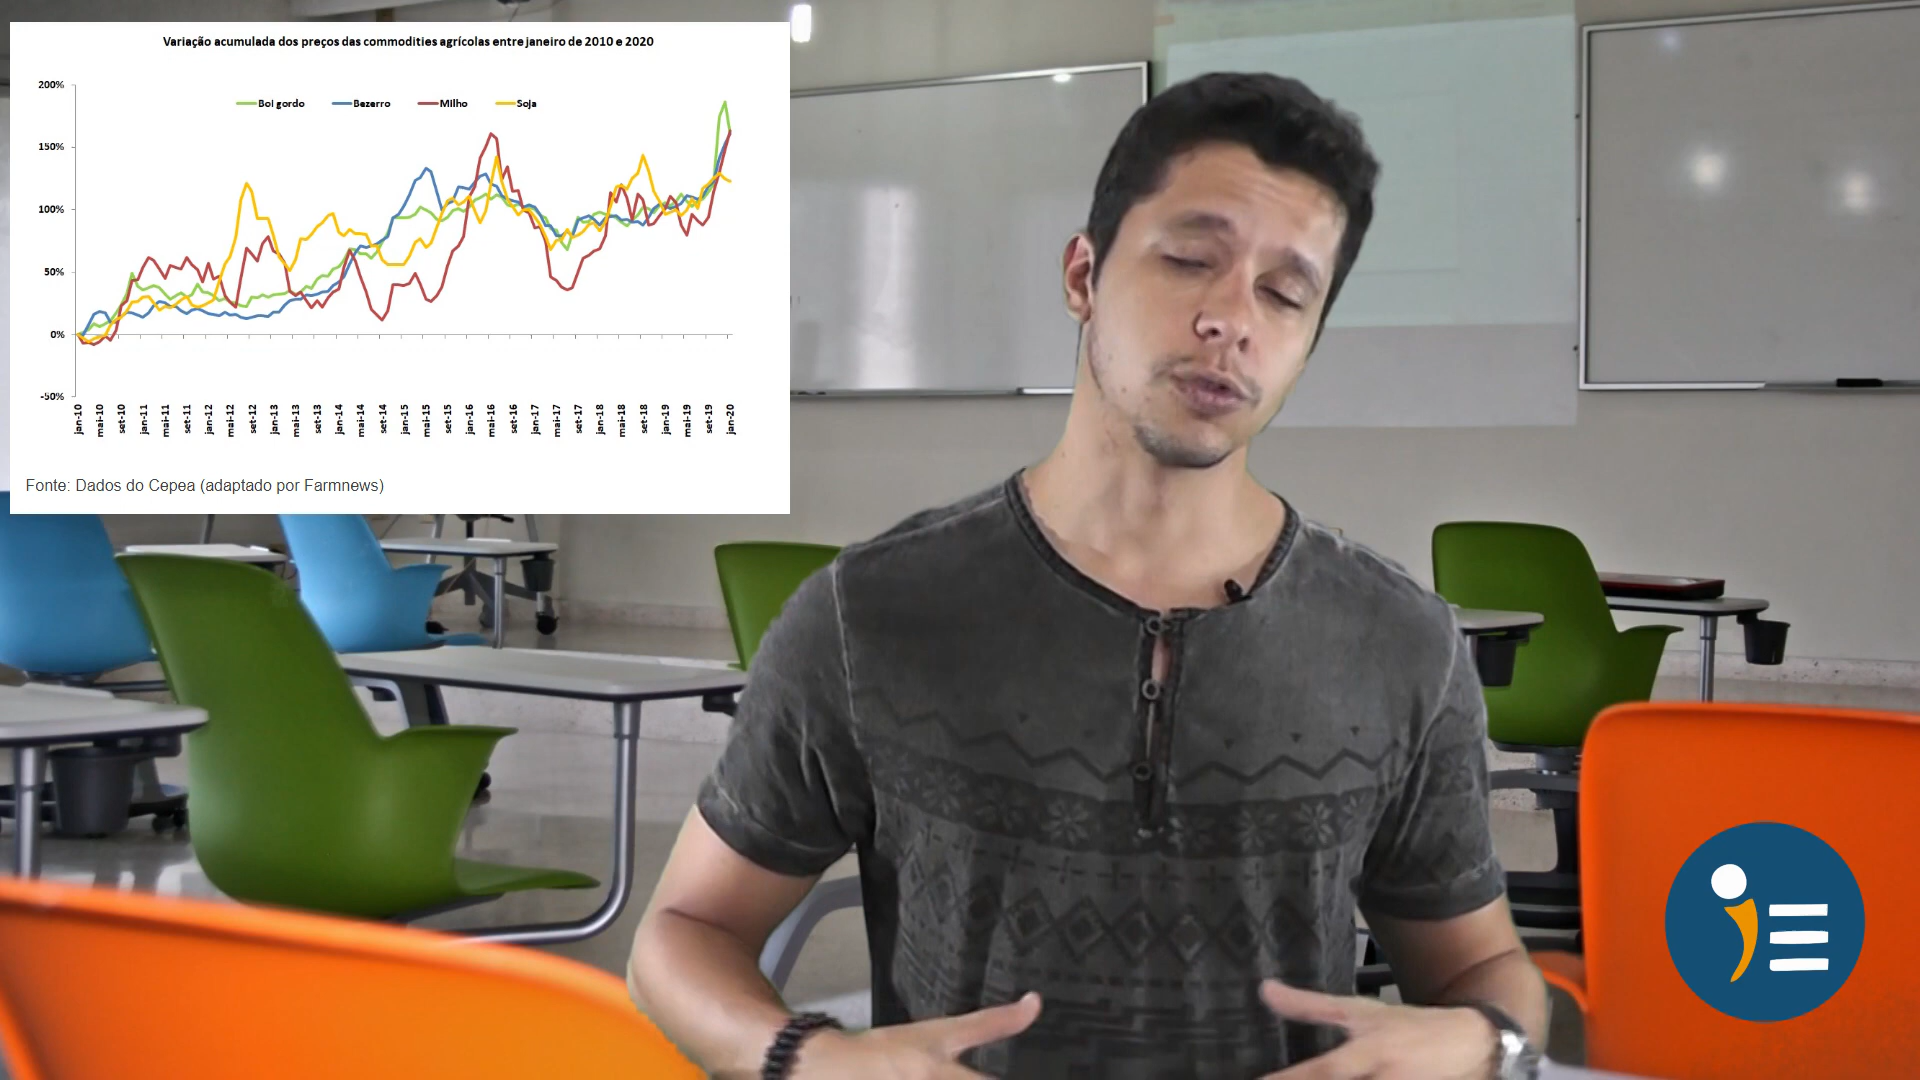 Variação acumulada dos preços das commodities agrícolas entre janeiro de 2010 e 2020
200%
Boi gordo Bezerro Milho Soja
150%
100%
50%
0%
-50%
jan-10 mai-10 set-10 jan-11 mai-11 set-11 jan-12 mai-12 set-12 jan-13 mai-13 set-13 jan-14 mai-14 set-14 jan-15 mai-15 set-15 jan-16 mai-16 set-16 jan-17 mai-17 set-17 jan-18 mai-18 set-18 jan-19 mai-19 set-19 jan-20
Fonte: Dados do Cepea (adaptado por Farmnews)